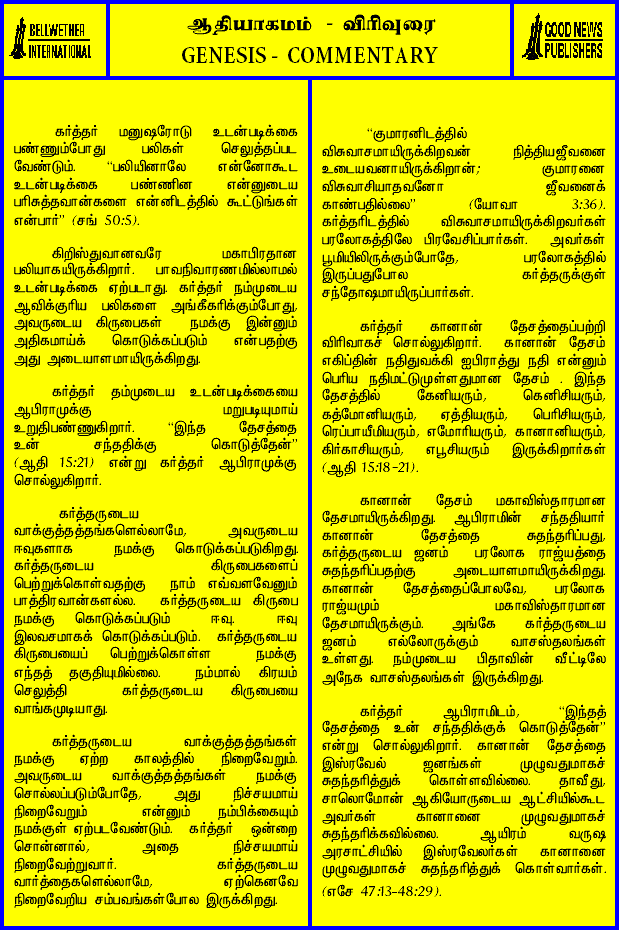 BELLWETHER
INTERNATIONAL
ஆதியாகமம் - விரிவுரை
GENESIS - COMMENTARY
GOOD NEWS
PUBLISHERS
கர்த்தர் மனுஷரோடு உடன்படிக்கை
பண்ணும்போது பலிகள் செலுத்தப்பட
வேண்டும். “பலியினாலே என்னோகூட
உடன்படிக்கை பண்ணின என்னுடைய
பரிசுத்தவான்களை என்னிடத்தில் கூட்டுங்கள்
என்பார்” (சங் 50:5).
கிறிஸ்துவானவரே மகாபிரதான
பலியாகயிருக்கிறார். பாவநிவாரணமில்லாமல்
உடன்படிக்கை ஏற்படாது. கர்த்தர் நம்முடைய
ஆவிக்குரிய பலிகளை அங்கீகரிக்கும்போது,
அவருடைய கிருபைகள் நமக்கு இன்னும்
அதிகமாய்க் கொடுக்கப்படும் என்பதற்கு
அது அடையாளமாயிருக்கிறது.
கர்த்தர் தம்முடைய உடன்படிக்கையை
ஆபிராமுக்கு மறுபடியுமாய்
உறுதிபண்ணுகிறார். “இந்த தேசத்தை
உன் சந்ததிக்கு கொடுத்தேன்”
(ஆதி 15:21) என்று கர்த்தர் ஆபிராமுக்கு
சொல்லுகிறார்.
கர்த்தருடைய
வாக்குத்தத்தங்களெல்லாமே, அவருடைய
ஈவுகளாக நமக்கு கொடுக்கப்படுகிறது.
கர்த்தருடைய கிருபைகளைப்
பெற்றுக்கொள்வதற்கு நாம் எவ்வளவேனும்
பாத்திரவான்களல்ல. கர்த்தருடைய கிருபை
நமக்கு கொடுக்கப்படும் ஈவு. ஈவு
இலவசமாகக் கொடுக்கப்படும். கர்த்தருடைய
கிருபையைப் பெற்றுக்கொள்ள நமக்கு
எந்தத் தகுதியுமில்லை. நம்மால் கிரயம்
செலுத்தி கர்த்தருடைய கிருபையை
வாங்கமுடியாது.
கர்த்தருடைய வாக்குத்தத்தங்கள்
நமக்கு ஏற்ற காலத்தில் நிறைவேறும்.
அவருடைய வாக்குத்தத்தங்கள் நமக்கு
சொல்லப்படும்போதே, அது நிச்சயமாய்
நிறைவேறும் என்னும் நம்பிக்கையும்
நமக்குள் ஏற்படவேண்டும். கர்த்தர் ஒன்றை
சொன்னால், அதை நிச்சயமாய்
நிறைவேற்றுவார். கர்த்தருடைய
வார்த்தைகளெல்லாமே, ஏற்கெனவே
நிறைவேறிய சம்பவங்கள்போல இருக்கிறது.
“குமாரனிடத்தில்
விசுவாசமாயிருக்கிறவன் நித்தியஜீவனை
உடையவனாயிருக்கிறான்; குமாரனை
விசுவாசியாதவனோ ஜீவனைக்
காண்பதில்லை” (யோவா 3:36).
கர்த்தரிடத்தில் விசுவாசமாயிருக்கிறவர்கள்
பரலோகத்திலே பிரவேசிப்பார்கள். அவர்கள்
பூமியிலிருக்கும்போதே, பரலோகத்தில்
இருப்பதுபோல கர்த்தருக்குள்
சந்தோஷமாயிருப்பார்கள்.
கர்த்தர் கானான் தேசத்தைப்பற்றி
விரிவாகச் சொல்லுகிறார். கானான் தேசம்
எகிப்தின் நதிதுவக்கி ஐபிராத்து நதி என்னும்
பெரிய நதிமட்டுமுள்ளதுமான தேசம் . இந்த
தேசத்தில் கேனியரும், கெனிசியரும்,
கத்மோனியரும், ஏத்தியரும், பெரிசியரும்,
ரெப்பாயீமியரும், எமோரியரும், கானானியரும்,
கிர்காசியரும், எபூசியரும் இருக்கிறார்கள்
(ஆதி 15:18-21).
கானான் தேசம் மகாவிஸ்தாரமான
தேசமாயிருக்கிறது. ஆபிராமின் சந்ததியார்
கானான் தேசத்தை சுதந்தரிப்பது,
கர்த்தருடைய ஜனம் பரலோக ராஜ்யத்தை
சுதந்தரிப்பதற்கு அடையாளமாயிருக்கிறது.
கானான் தேசத்தைப்போலவே, பரலோக
ராஜ்யமும் மகாவிஸ்தாரமான
தேசமாயிருக்கும். அங்கே கர்த்தருடைய
ஜனம் எல்லோருக்கும் வாசஸ்தலங்கள்
உள்ளது. நம்முடைய பிதாவின் வீட்டிலே
அநேக வாசஸ்தலங்கள் இருக்கிறது.
கர்த்தர் ஆபிராமிடம், “இந்தத்
தேசத்தை உன் சந்ததிக்குக் கொடுத்தேன்”
என்று சொல்லுகிறார். கானான் தேசத்தை
இஸ்ரவேல் ஜனங்கள் முழுவதுமாகச்
சுதந்தரித்துக் கொள்ளவில்லை. தாவீது,
சாலொமோன் ஆகியோருடைய ஆட்சியில்கூட
அவர்கள் கானானை முழுவதுமாகச்
சுதந்தரிக்கவில்லை. ஆயிரம் வருஷ
அரசாட்சியில் இஸ்ரவேலர்கள் கானானை
முழுவதுமாகச் சுதந்தரித்துக் கொள்வார்கள்.
(எசே 47:13-48:29).